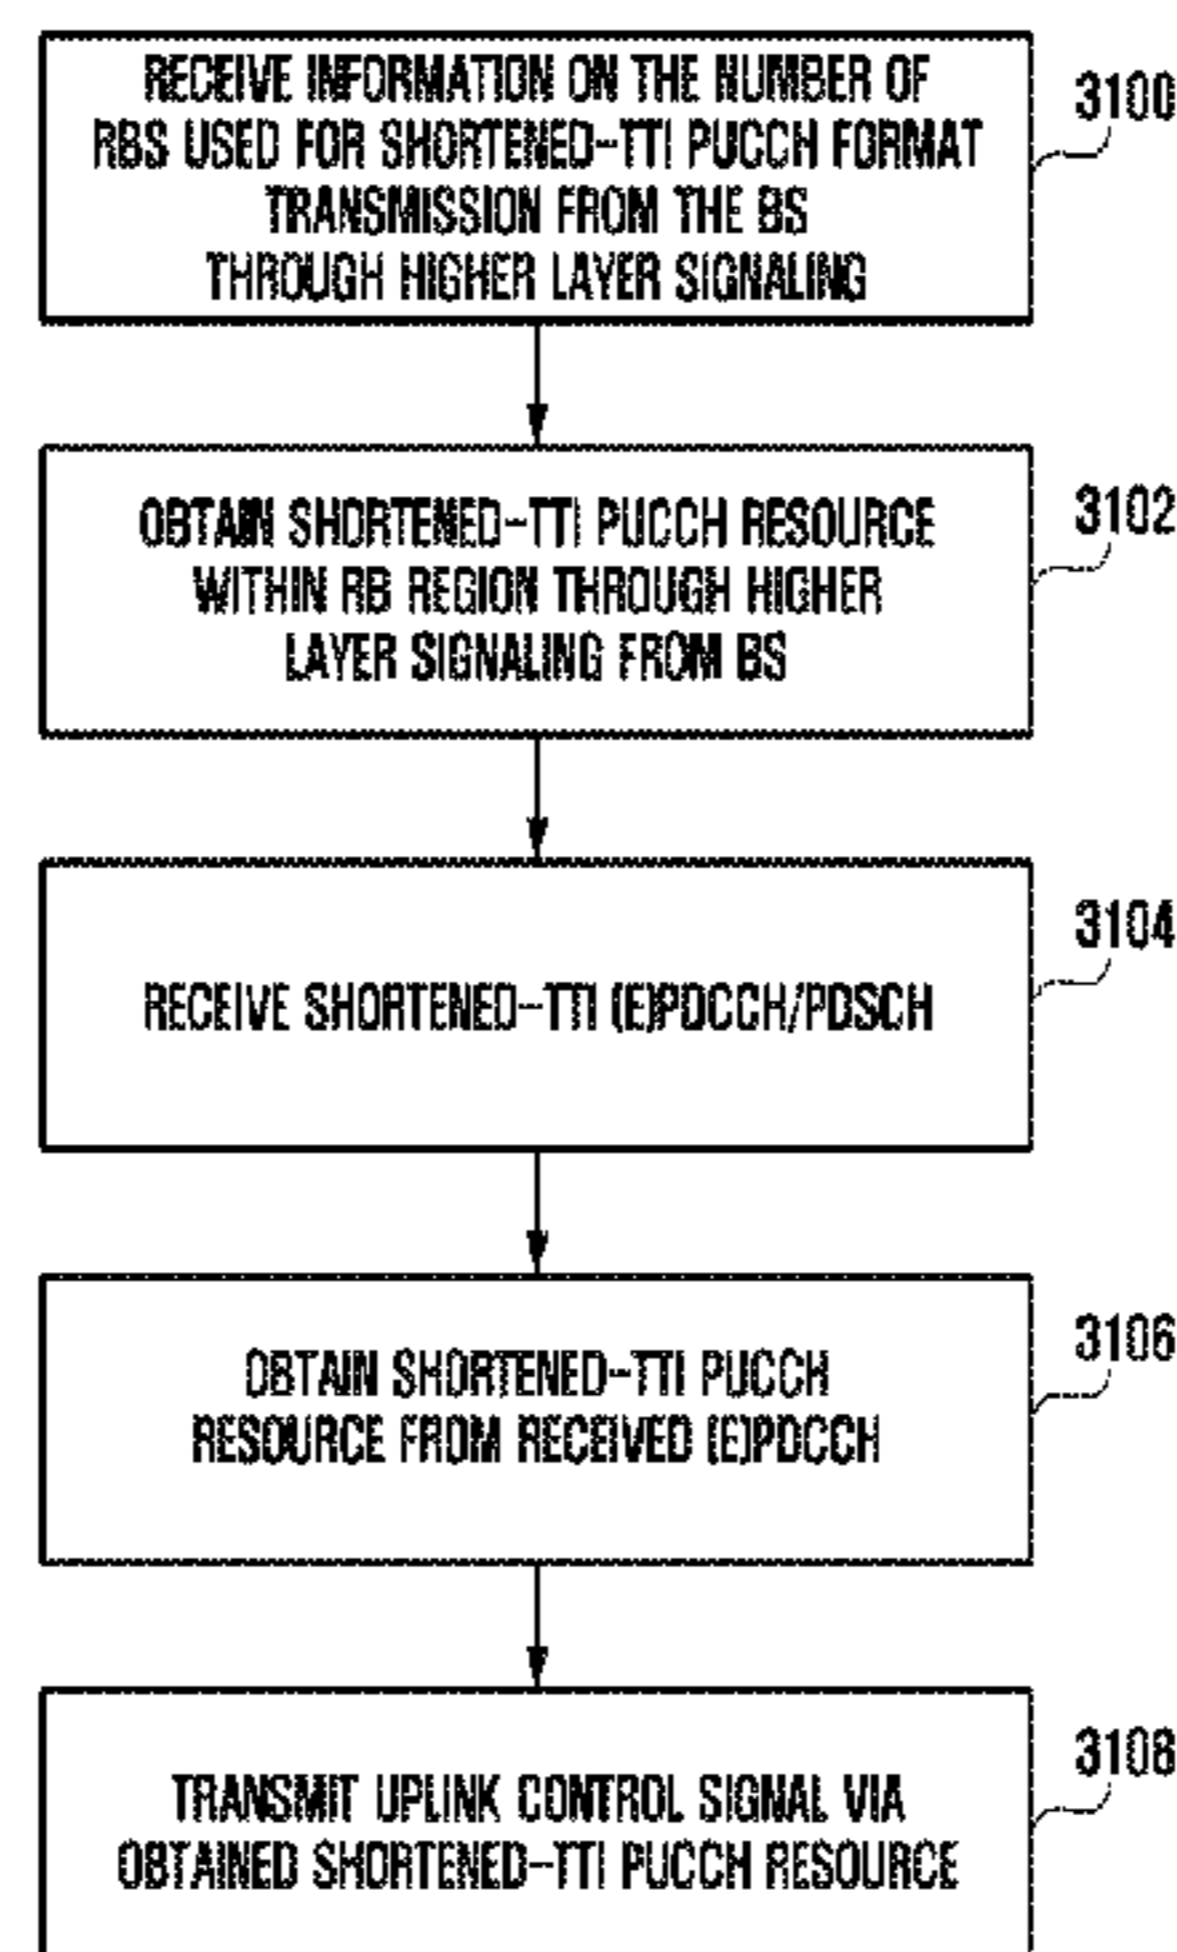 RECEIVE INFORMATION ON THE NUMBER OF
RBS USED FOR SHORTENED-TTI PUCCH FORMAT
TRANSMISSION FROM THE BS
THROUGH HIGHER LAYER SIGNALING
3100
OBTAIN SHORTENED-TTI PUCCH RESOURCE
WITHIN RB REGION THROUGH HIGHER
LAYER SIGNALING FROM BS
3102
RECEIVE SHORTENED-TTI (E)PDCCH/PDSCH
3104
OBTAIN SHORTENED-TTI PUCCH
RESOURCE FROM RECEIVED (E)PDCCH
3106
TRANSMIT UPLINK CONTROL SIGNAL VIA
OBTAINED SHORTENED-TTI PUCCH RESOURCE
3108